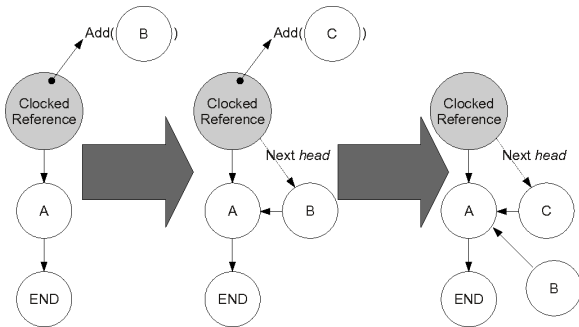 Add( B )
Clocked
Reference
A
END
Add( C )
Clocked
Reference
Next head
A
B
END
Clocked
Reference
Next head
A
C
B
END